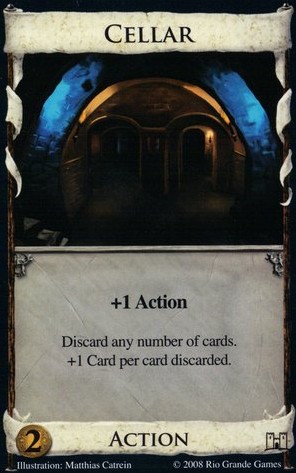 CELLAR
+1 Action
Discard any number of cards.
+1 Card per card discarded.
2
ACTION
Illustration: Matthias Catrein © 2008 Rio Grande Games